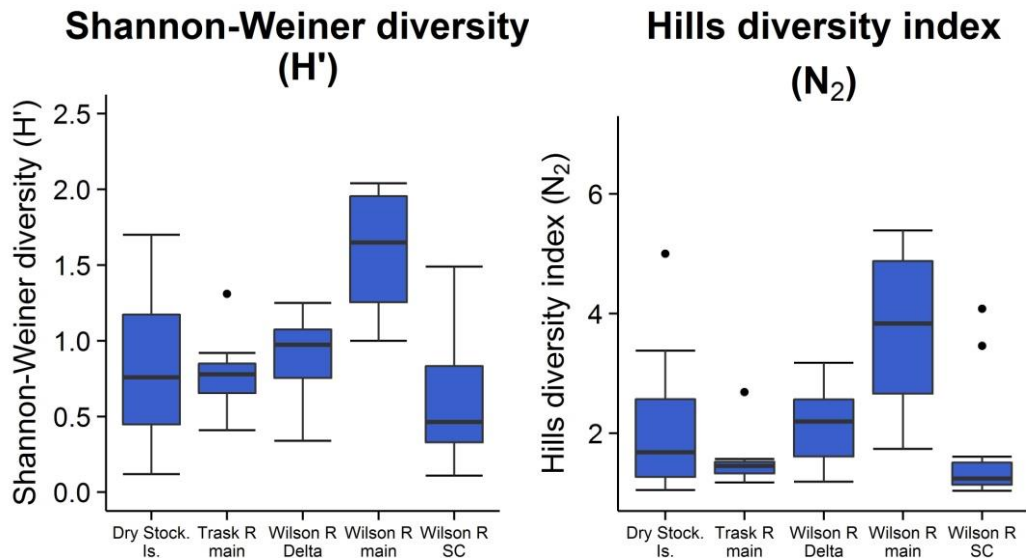 Shannon-Weiner diversity
(H')
Shannon-Weiner diversity (H')
2.5
2.0
1.5
1.0
0.5
0.0
Dry Stock.
Is.
Trask R
main
Wilson R
Delta
Wilson R
main
Wilson R
SC
Hills diversity index
(N₂)
Hills diversity index (N₂)
6
4
2
Dry Stock.
Is.
Trask R
main
Wilson R
Delta
Wilson R
main
Wilson R
SC